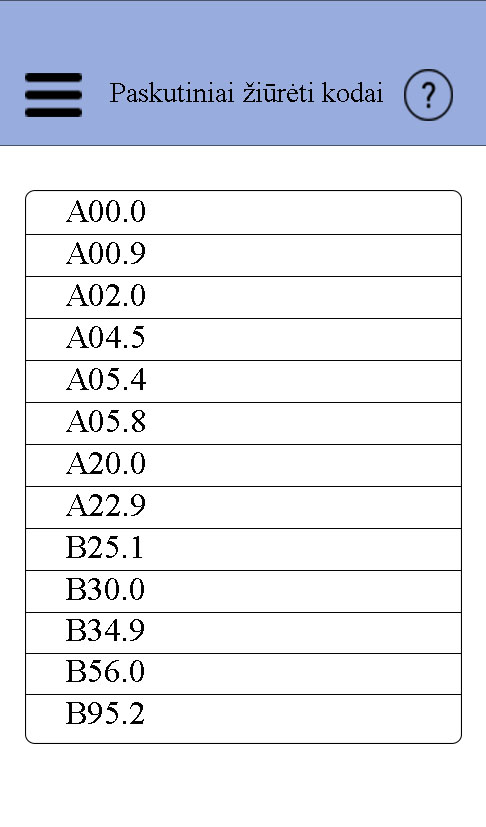 Paskutiniai žiūrėti kodai ?
A00.0
A00.9
A02.0
A04.5
A05.4
A05.8
A20.0
A22.9
B25.1
B30.0
B34.9
B56.0
B95.2